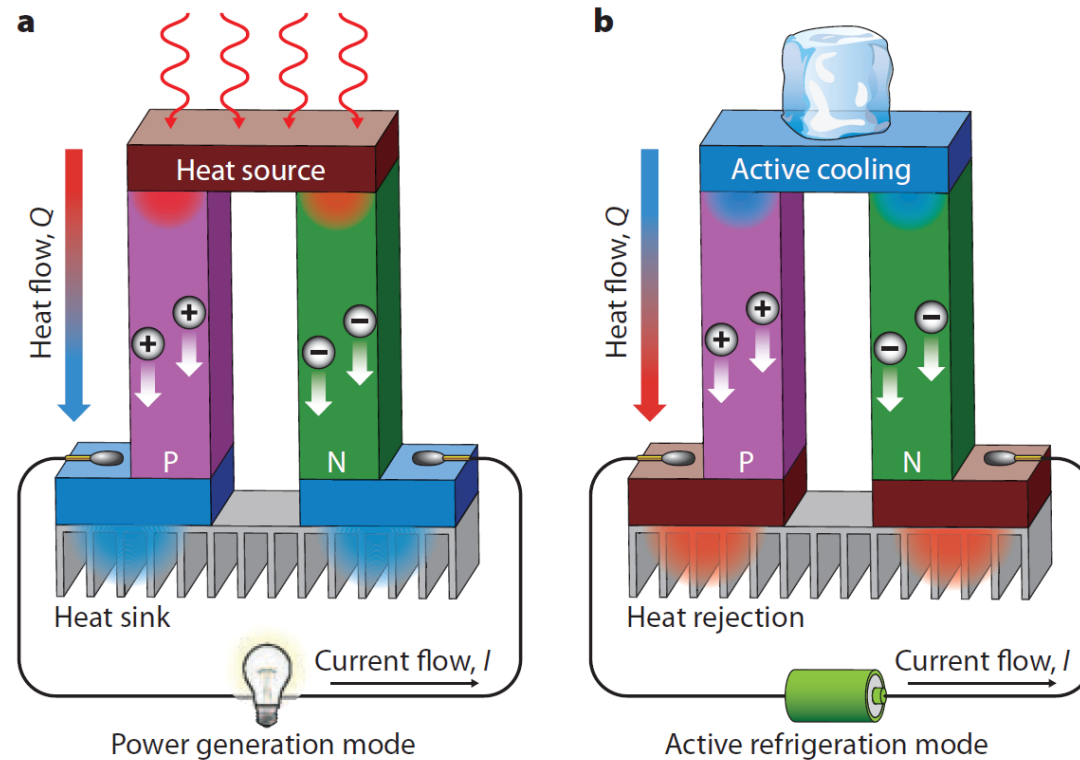 a
Heat source
Heat flow, Q
+
+
−
−
P
N
Heat sink
Current flow, I
Power generation mode
b
Active cooling
Heat flow, Q
+
+
−
−
P
N
Heat rejection
Current flow, I
Active refrigeration mode